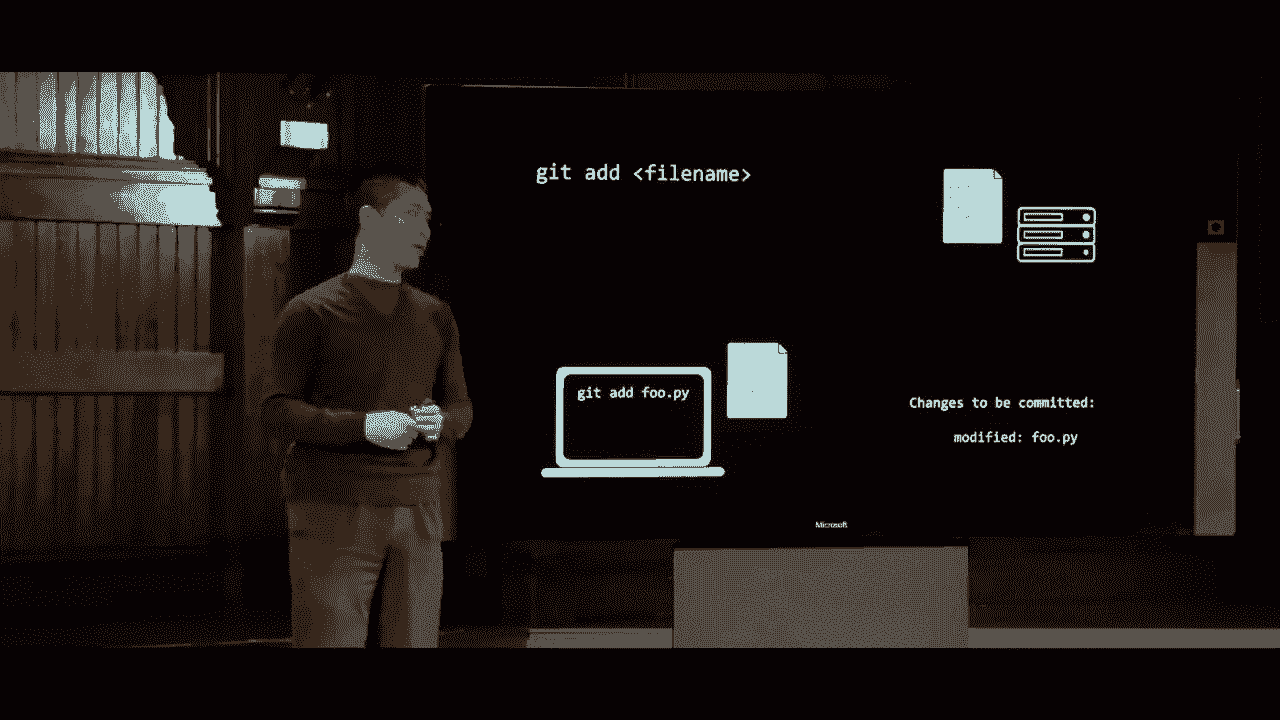 git add <filename>
git add foo.py
Changes to be committed:
modified: foo.py
Microsoft